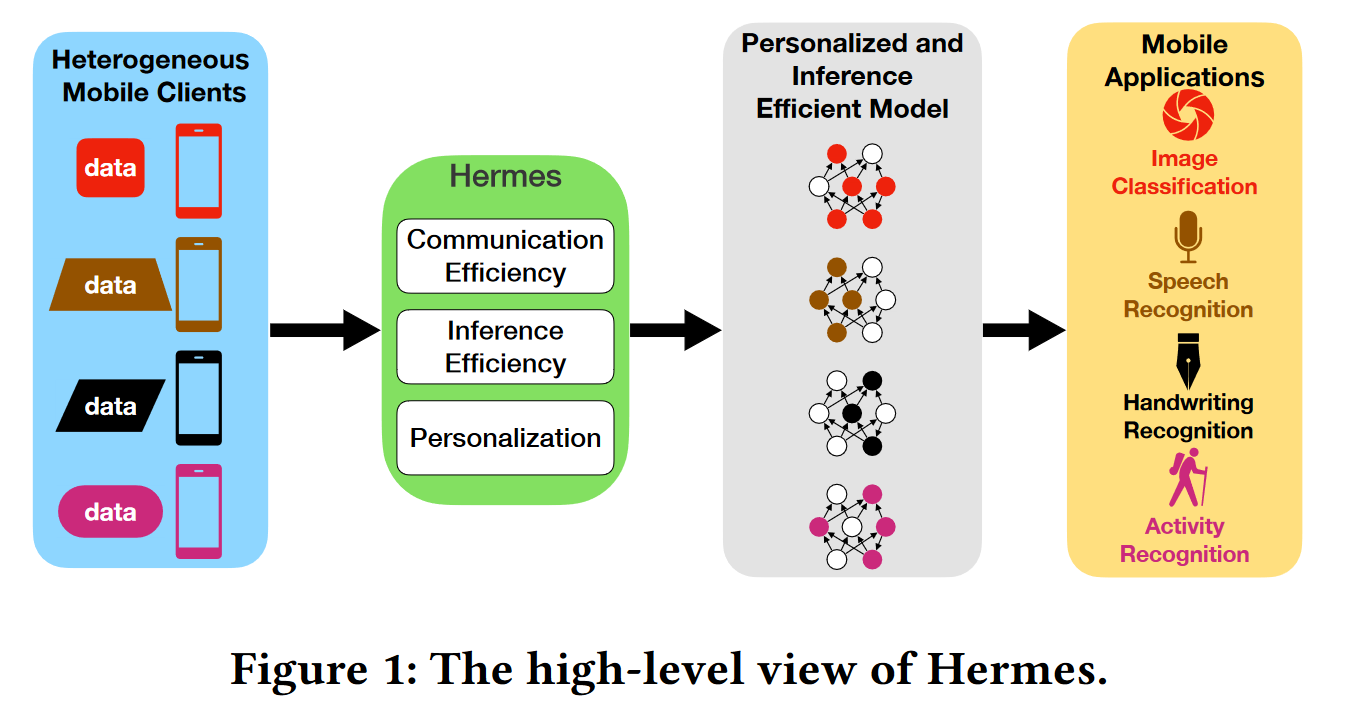 Heterogeneous
Mobile Clients
data
data
data
data
Hermes
Communication
Efficiency
Inference
Efficiency
Personalization
Personalized and
Inference
Efficient Model
Mobile
Applications
Image
Classification
Speech
Recognition
Handwriting
Recognition
Activity
Recognition
Figure 1: The high-level view of Hermes.